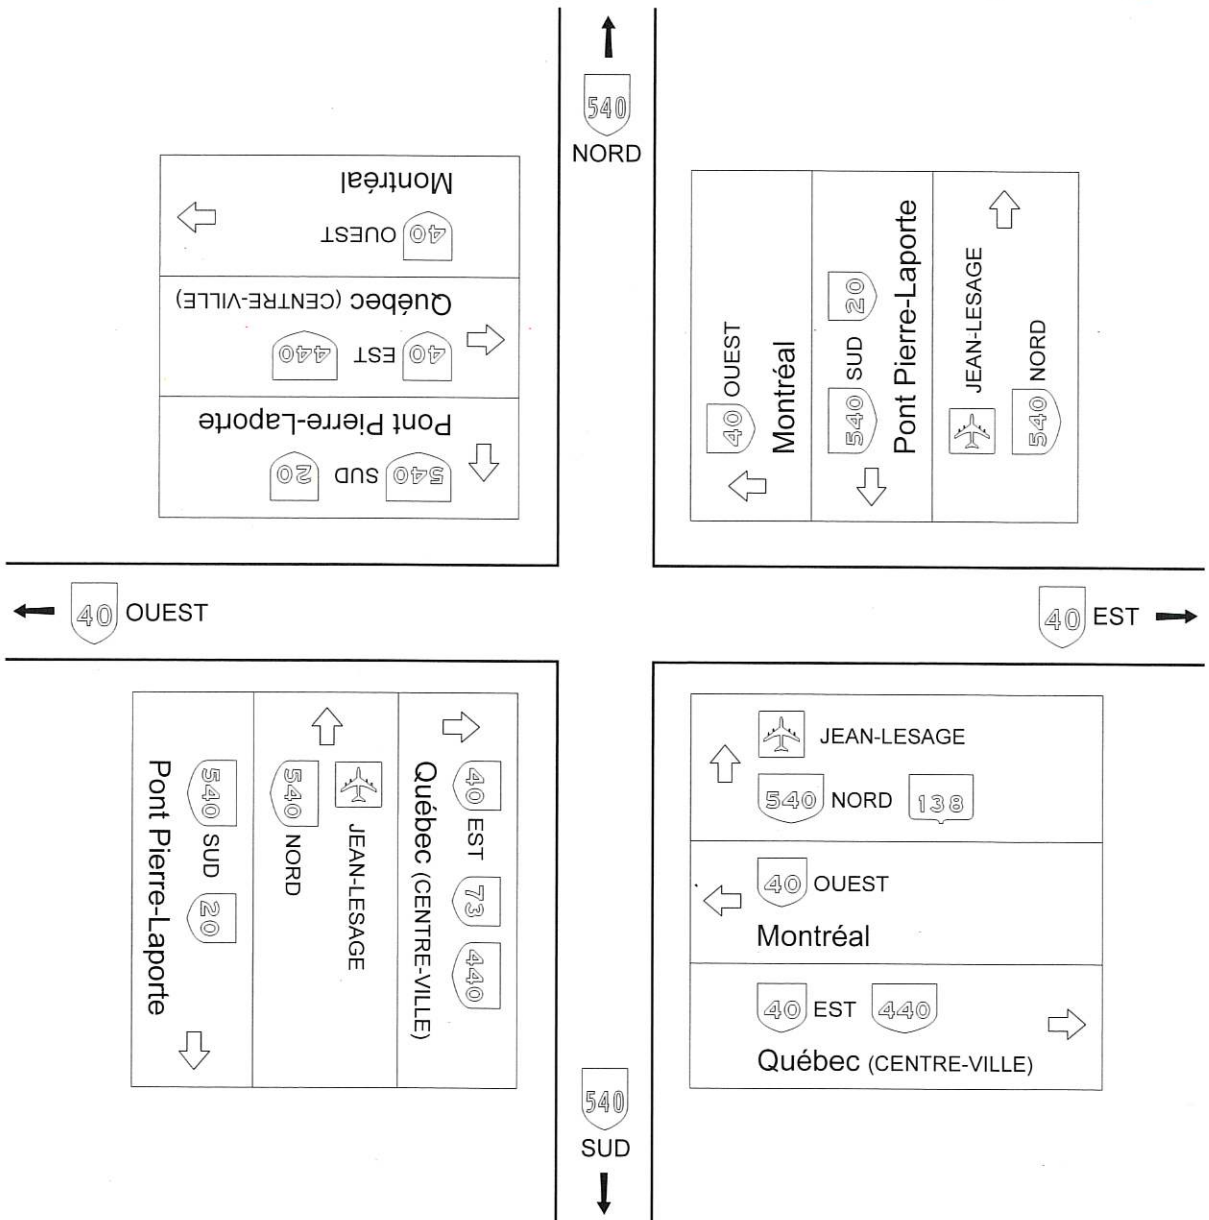 540
NORD
Montréal
40 OUEST
Québec (CENTRE-VILLE)
40 EST 440
Pont Pierre-Laporte
540 SUD 20
40 OUEST
Montréal
540 SUD 20
Pont Pierre-Laporte
JEAN-LESAGE
540 NORD
40 OUEST
40 EST
Pont Pierre-Laporte
540 SUD 20
540 NORD
JEAN-LESAGE
Québec (CENTRE-VILLE)
40 EST 73 440
JEAN-LESAGE
540 NORD 138
40 OUEST
Montréal
40 EST 440
Québec (CENTRE-VILLE)
540
SUD